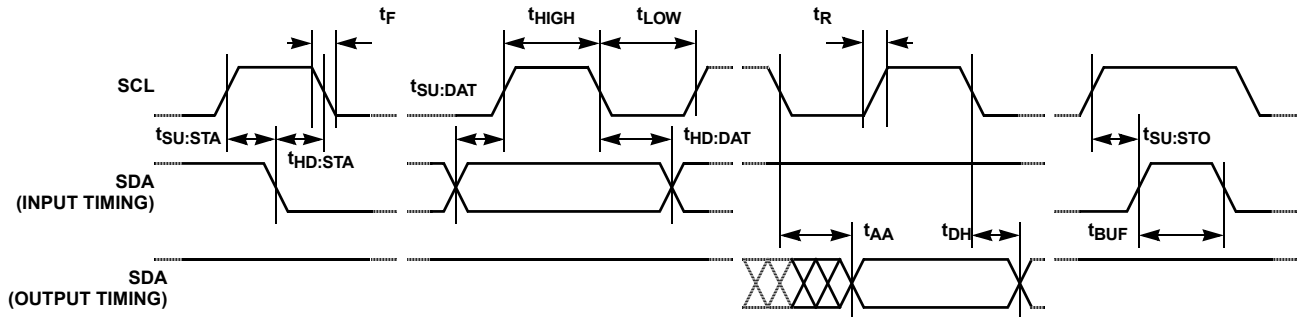 tF
tHIGH
tLOW
tR
SCL
tSU:DAT
tSU:STA
tHD:STA
tHD:DAT
tSU:STO
SDA
(INPUT TIMING)
tAA
tDH
tBUF
SDA
(OUTPUT TIMING)